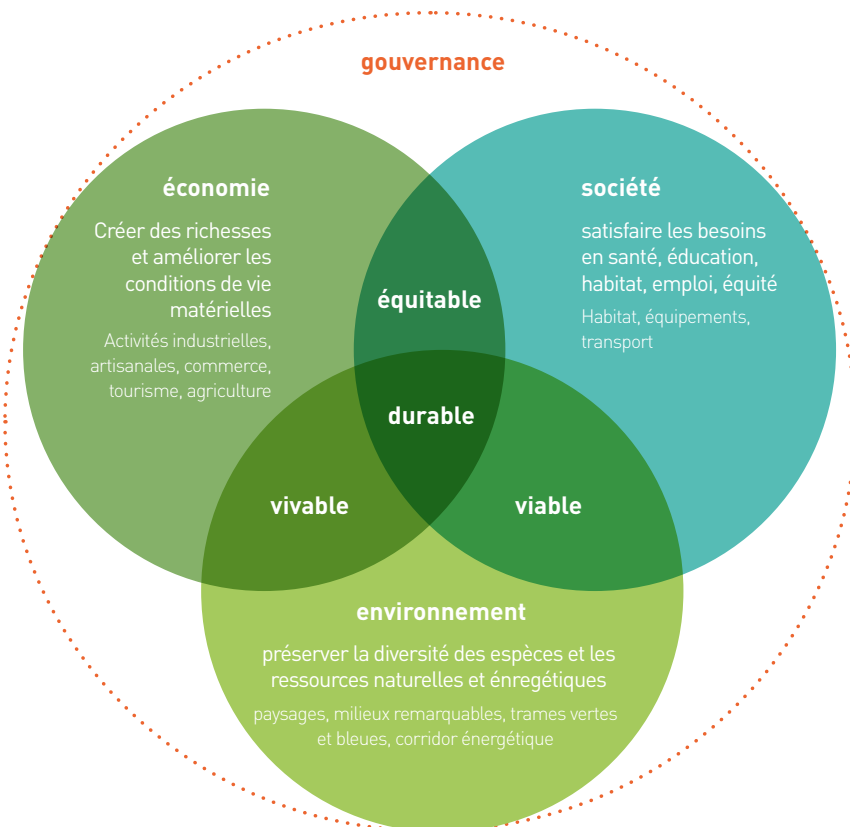 gouvernance
économie
Créer des richesses
et améliorer les
conditions de vie
matérielles
Activités industrielles,
artisanales, commerce,
tourisme, agriculture
société
satisfaire les besoins
en santé, éducation,
habitat, emploi, équité
Habitat, équipements,
transport
équitable
durable
vivable
viable
environnement
préserver la diversité des espèces et les
ressources naturelles et énregétiques
paysages, milieux remarquables, trames vertes
et bleues, corridor énergétique